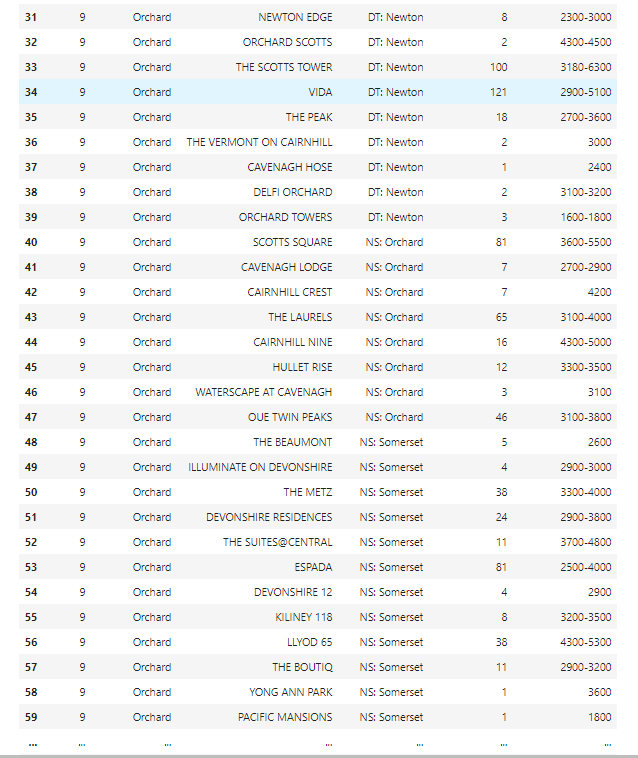 31 9 Orchard NEWTON EDGE DT: Newton 8 2300-3000
32 9 Orchard ORCHARD SCOTTS DT: Newton 2 4300-4500
33 9 Orchard THE SCOTTS TOWER DT: Newton 100 3180-6300
34 9 Orchard VIDA DT: Newton 121 2900-5100
35 9 Orchard THE PEAK DT: Newton 18 2700-3600
36 9 Orchard THE VERMONT ON CAIRNHILL DT: Newton 2 3000
37 9 Orchard CAVENAGH HOSE DT: Newton 1 2400
38 9 Orchard DELFI ORCHARD DT: Newton 2 3100-3200
39 9 Orchard ORCHARD TOWERS DT: Newton 3 1600-1800
40 9 Orchard SCOTTS SQUARE NS: Orchard 81 3600-5500
41 9 Orchard CAVENAGH LODGE NS: Orchard 7 2700-2900
42 9 Orchard CAIRNHILL CREST NS: Orchard 7 4200
43 9 Orchard THE LAURELS NS: Orchard 65 3100-4000
44 9 Orchard CAIRNHILL NINE NS: Orchard 16 4300-5000
45 9 Orchard HULLET RISE NS: Orchard 12 3300-3500
46 9 Orchard WATERSCAPE AT CAVENAGH NS: Orchard 3 3100
47 9 Orchard OUE TWIN PEAKS NS: Orchard 46 3100-3800
48 9 Orchard THE BEAUMONT NS: Somerset 5 2600
49 9 Orchard ILLUMINATE ON DEVONSHIRE NS: Somerset 4 2900-3000
50 9 Orchard THE METZ NS: Somerset 38 3300-4000
51 9 Orchard DEVONSHIRE RESIDENCES NS: Somerset 24 2900-3800
52 9 Orchard THE SUITES@CENTRAL NS: Somerset 11 3700-4800
53 9 Orchard ESPADA NS: Somerset 81 2500-4000
54 9 Orchard DEVONSHIRE 12 NS: Somerset 4 2900
55 9 Orchard KILINEY 118 NS: Somerset 8 3200-3500
56 9 Orchard LLYOD 65 NS: Somerset 38 4300-5300
57 9 Orchard THE BOUTIQ NS: Somerset 11 2900-3200
58 9 Orchard YONG ANN PARK NS: Somerset 1 3600
59 9 Orchard PACIFIC MANSIONS NS: Somerset 1 1800
... ... ... ... ... ... ...